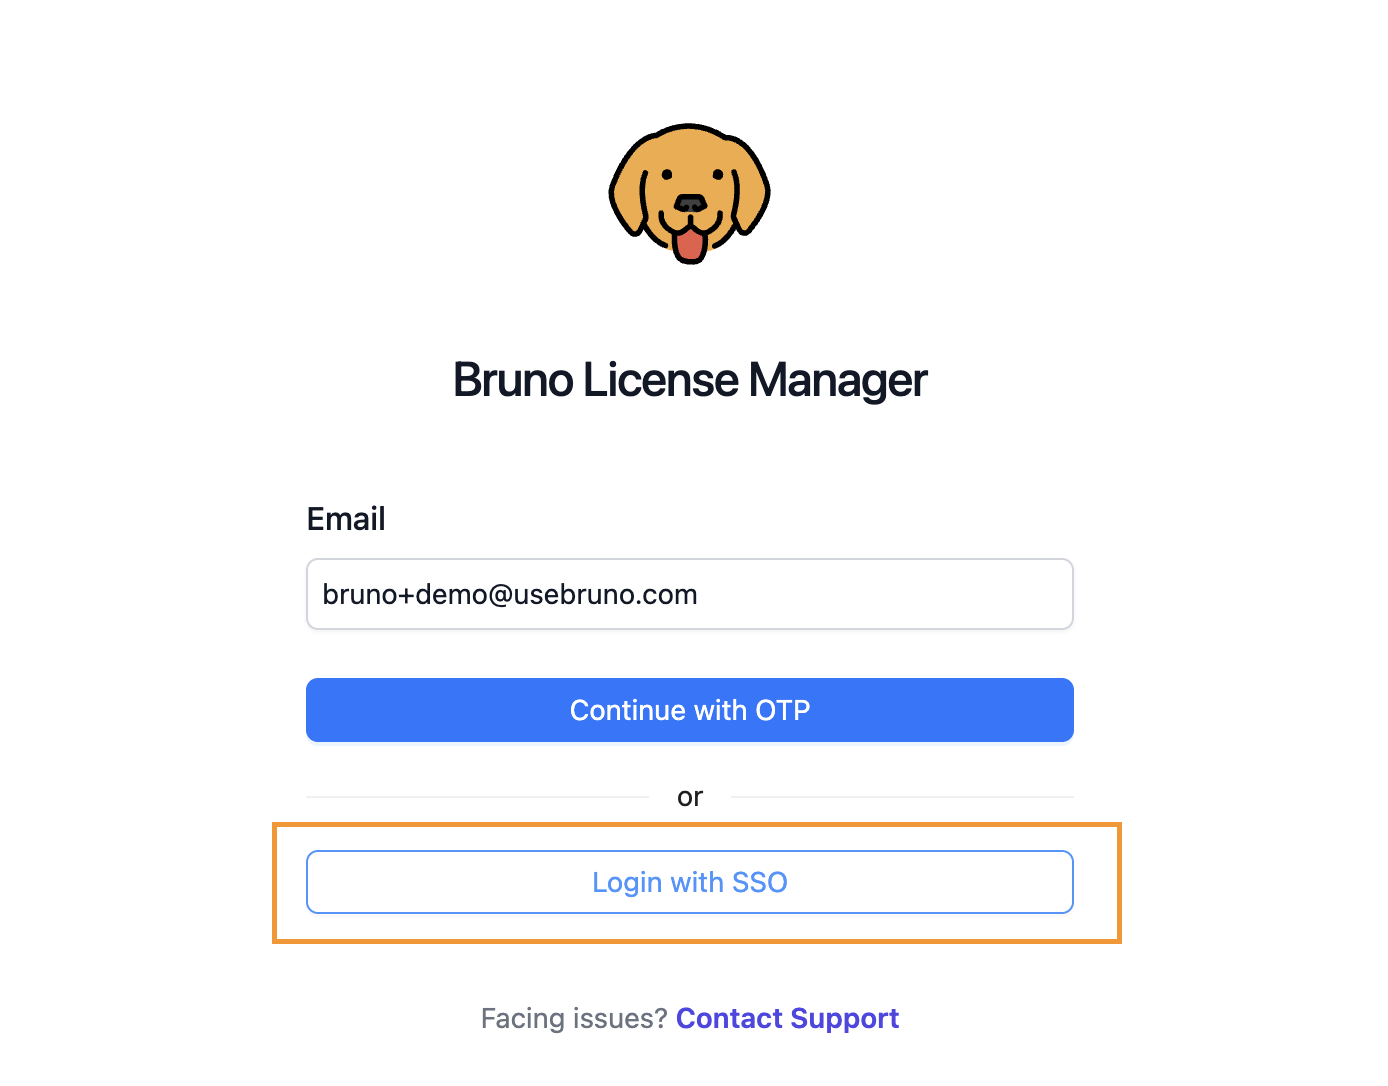 Bruno License Manager
Email
bruno+demo@usebruno.com
Continue with OTP
or
Login with SSO
Facing issues? Contact Support